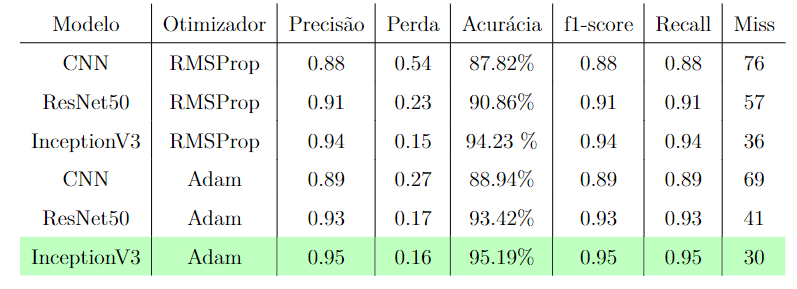 Modelo Otimizador Precisão Perda Acurácia f1-score Recall Miss
CNN RMSProp 0.88 0.54 87.82% 0.88 0.88 76
ResNet50 RMSProp 0.91 0.23 90.86% 0.91 0.91 57
InceptionV3 RMSProp 0.94 0.15 94.23 % 0.94 0.94 36
CNN Adam 0.89 0.27 88.94% 0.89 0.89 69
ResNet50 Adam 0.93 0.17 93.42% 0.93 0.93 41
InceptionV3 Adam 0.95 0.16 95.19% 0.95 0.95 30